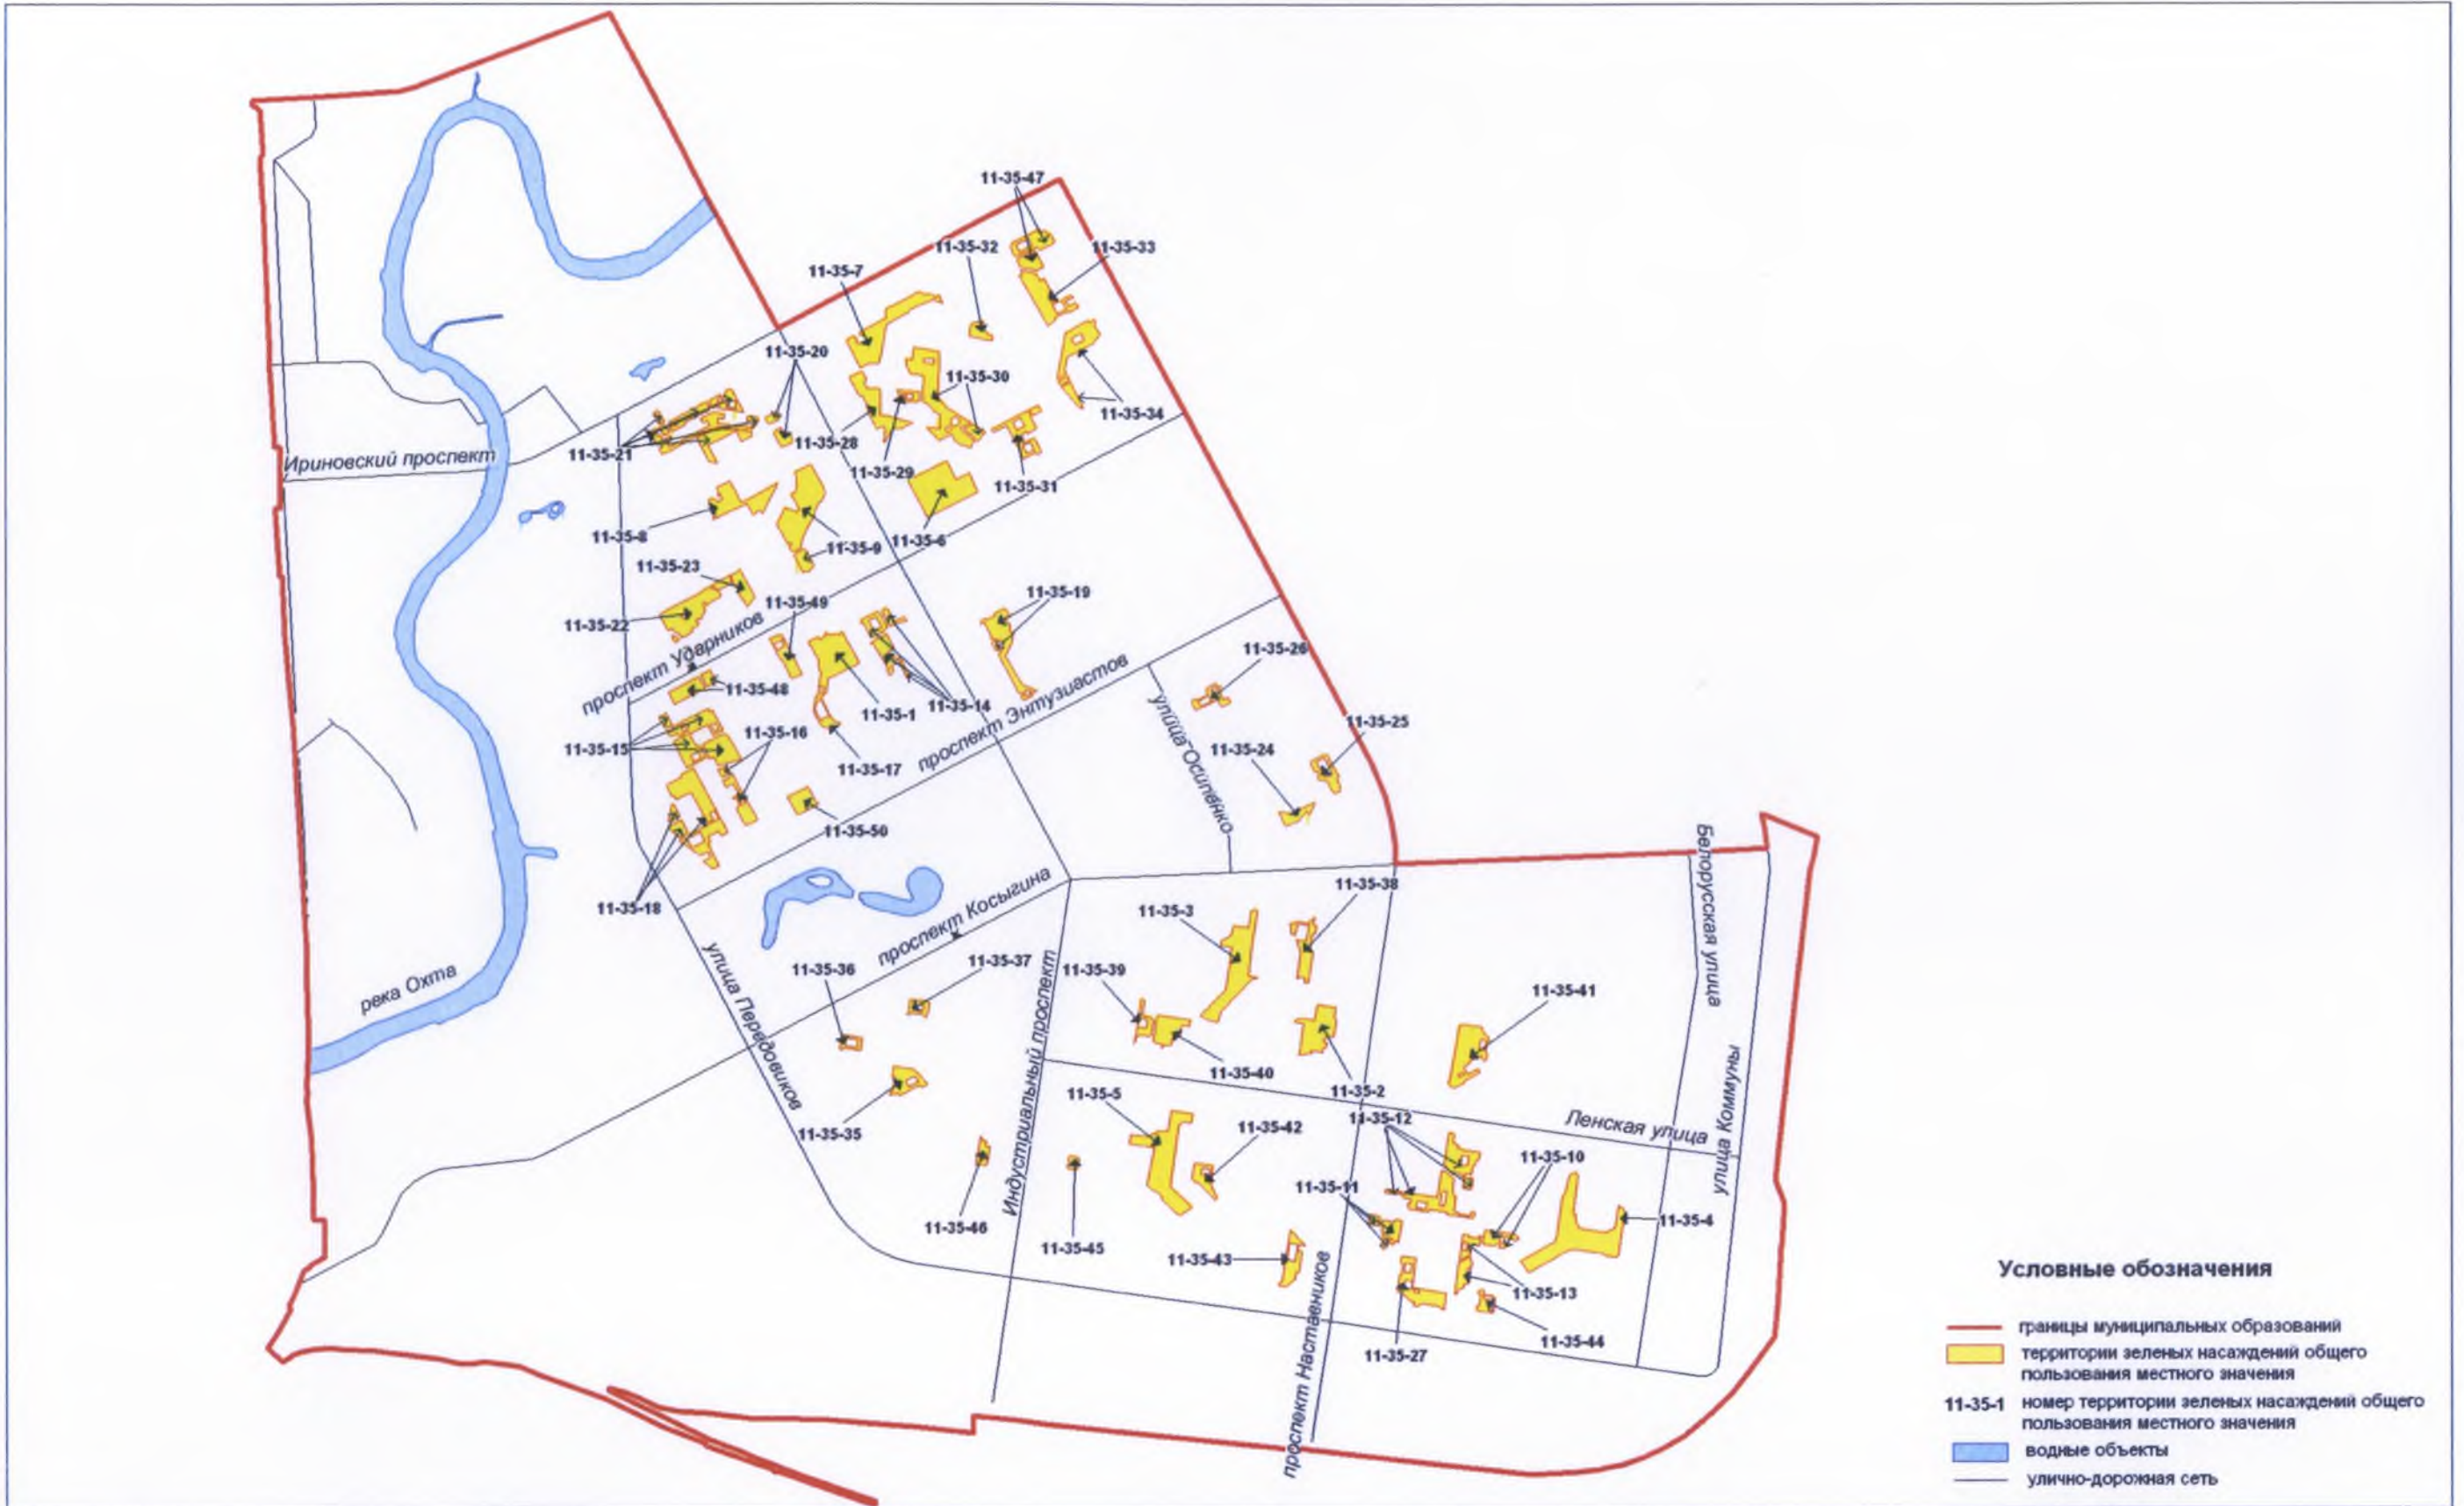 11-35-47
11-35-32
11-35-33
11-35-7
11-35-20
11-35-30
11-35-34
11-35-28
11-35-21
Ириновский проспект
11-35-29
11-35-31
11-35-8
11-35-9
11-35-6
11-35-23
11-35-49
11-35-19
11-35-22
проспект Ударников
11-35-26
11-35-48
проспект Энтузиастов
улица Осипенко
11-35-1
11-35-14
11-35-25
11-35-15
11-35-16
11-35-24
11-35-17
11-35-50
Белорусская улица
11-35-18
проспект Косыгина
11-35-38
11-35-3
река Охта
улица Передовиков
11-35-36
11-35-37
Индустриальный проспект
11-35-39
11-35-41
11-35-40
11-35-2
11-35-5
11-35-12
Ленская улица
улица Коммуны
11-35-35
11-35-42
11-35-10
11-35-11
11-35-46
11-35-45
11-35-4
11-35-43
проспект Наставников
11-35-13
11-35-44
11-35-27
Условные обозначения
границы муниципальных образований
территории зеленых насаждений общего
пользования местного значения
11-35-1 номер территории зеленых насаждений общего
пользования местного значения
водные объекты
улично-дорожная сеть